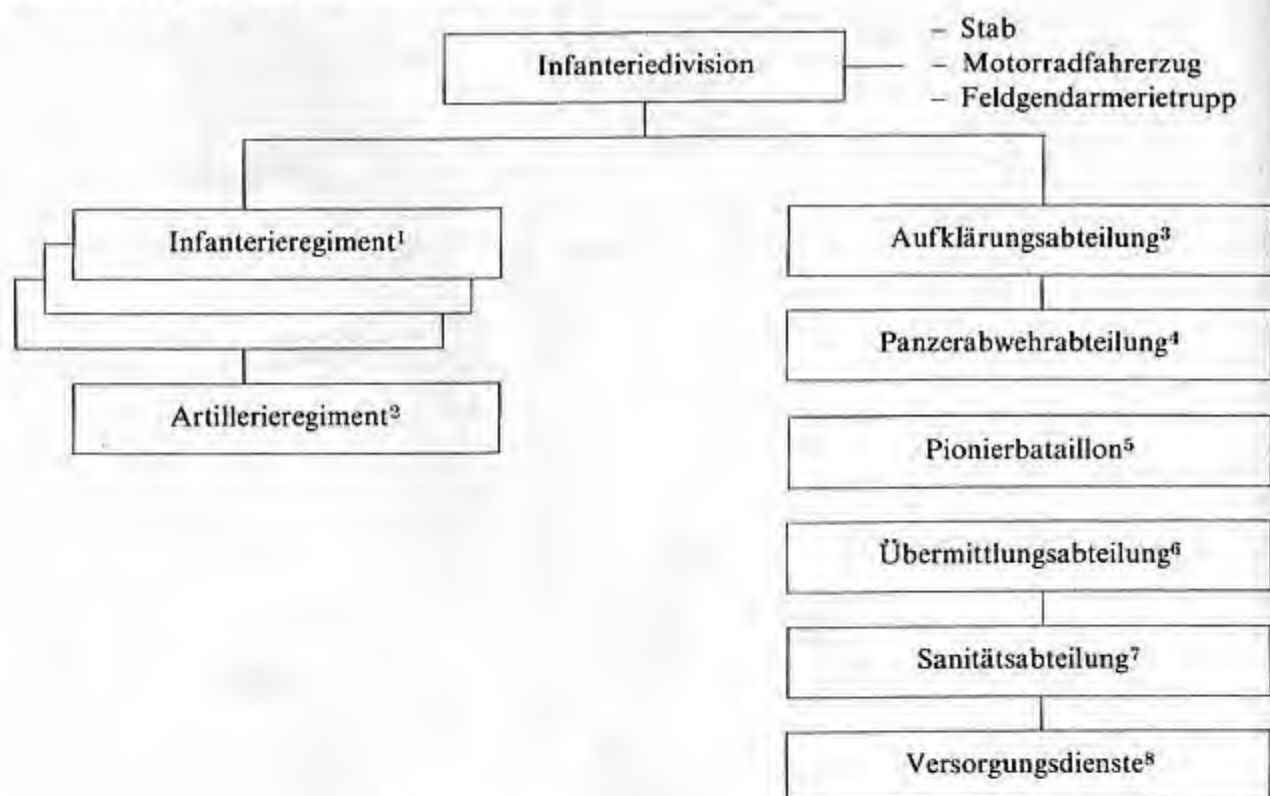 Infanteriedivision
– Stab
– Motorradfahrerzug
– Feldgendarmerietrupp
Infanterieregiment¹
Artillerieregiment²
Aufklärungsabteilung³
Panzerabwehrabteilung⁴
Pionierbataillon⁵
Übermittlungsabteilung⁶
Sanitätsabteilung⁷
Versorgungsdienste⁸